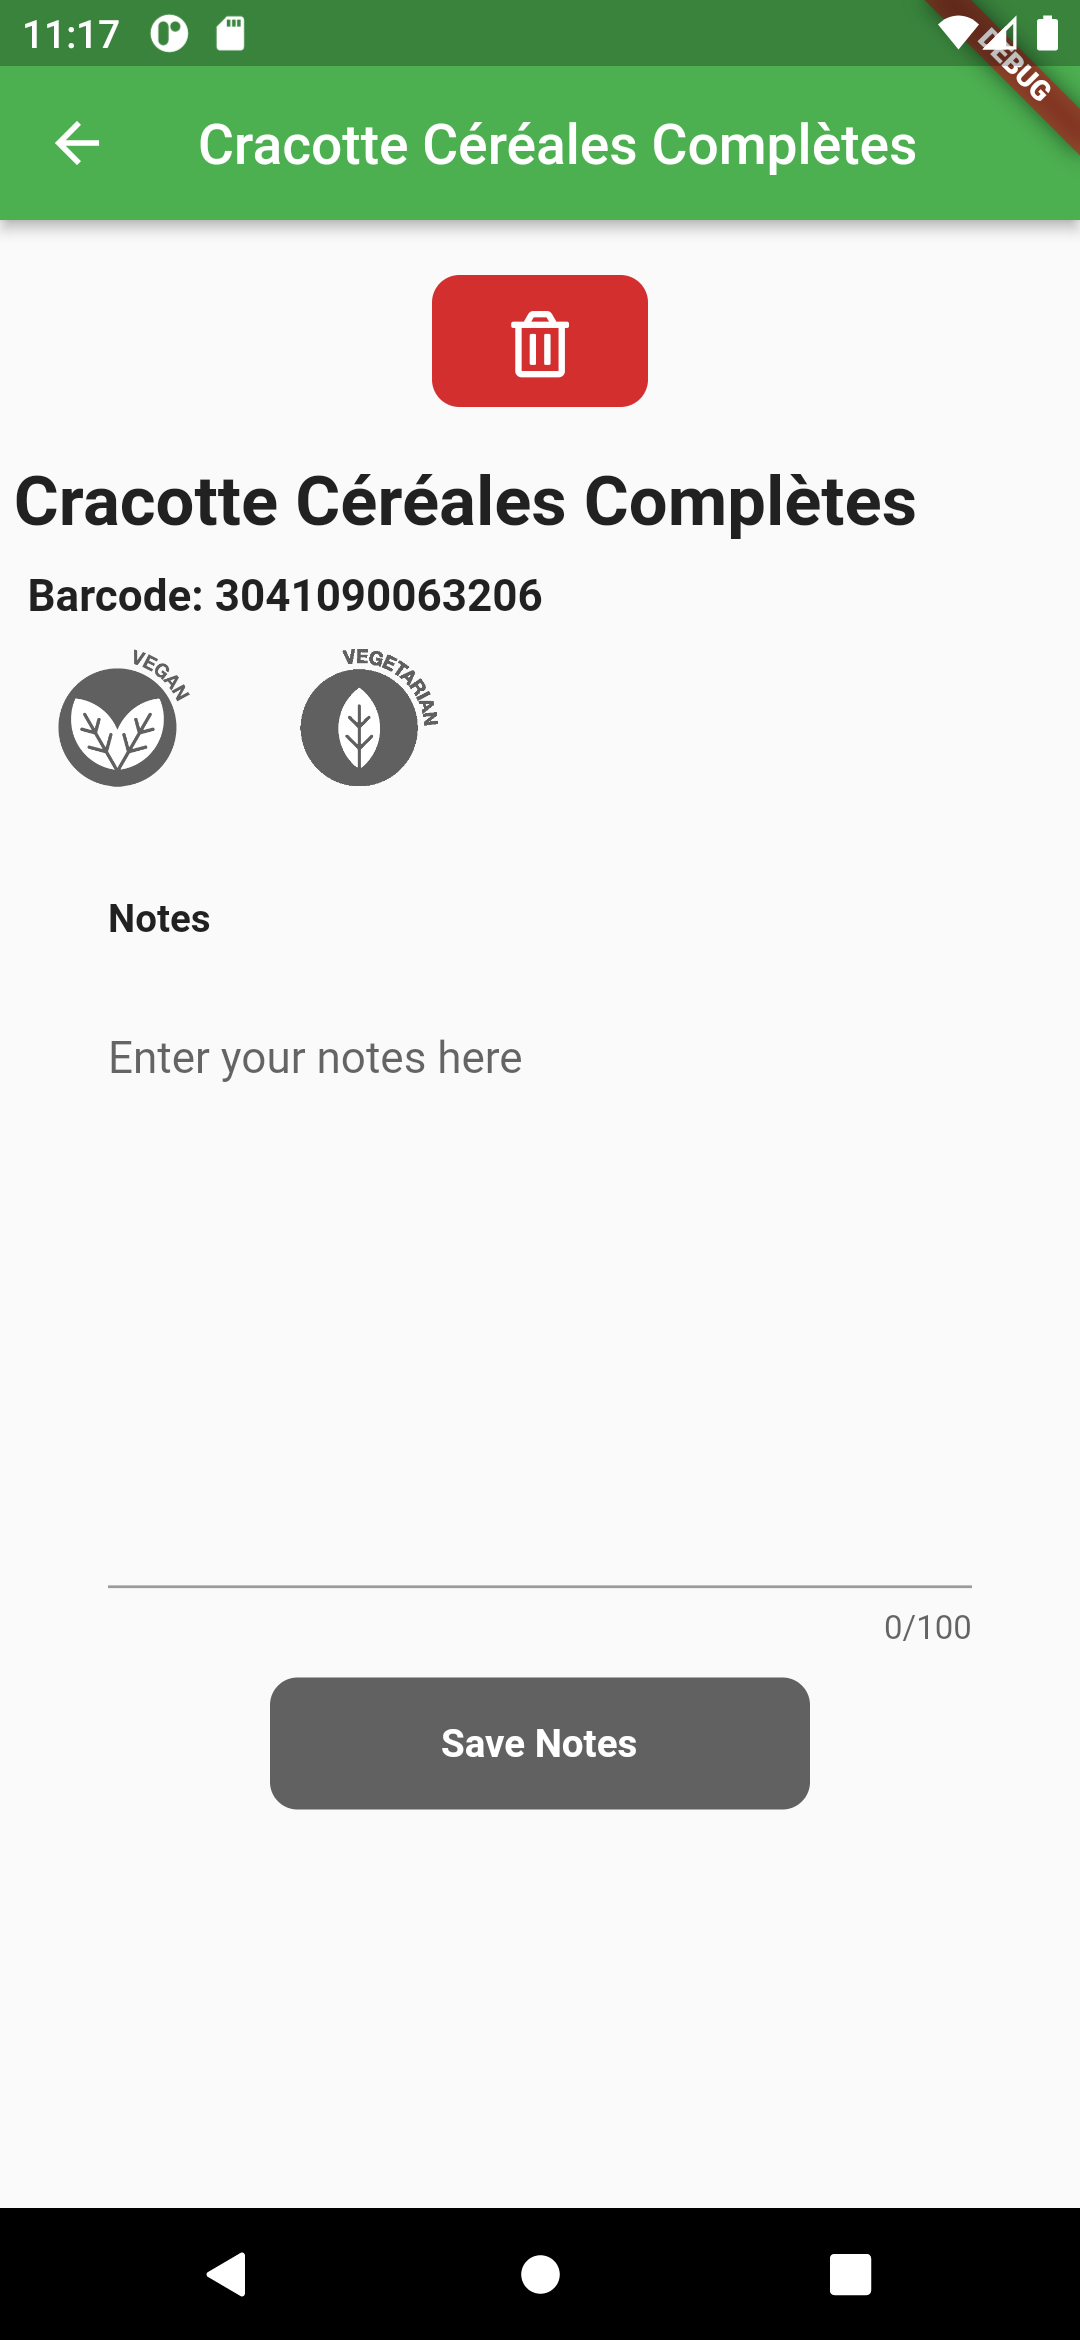 11:17
DEBUG
Cracotte Céréales Complètes
Cracotte Céréales Complètes
Barcode: 3041090063206
VEGAN
VEGETARIAN
Notes
Enter your notes here
0/100
Save Notes